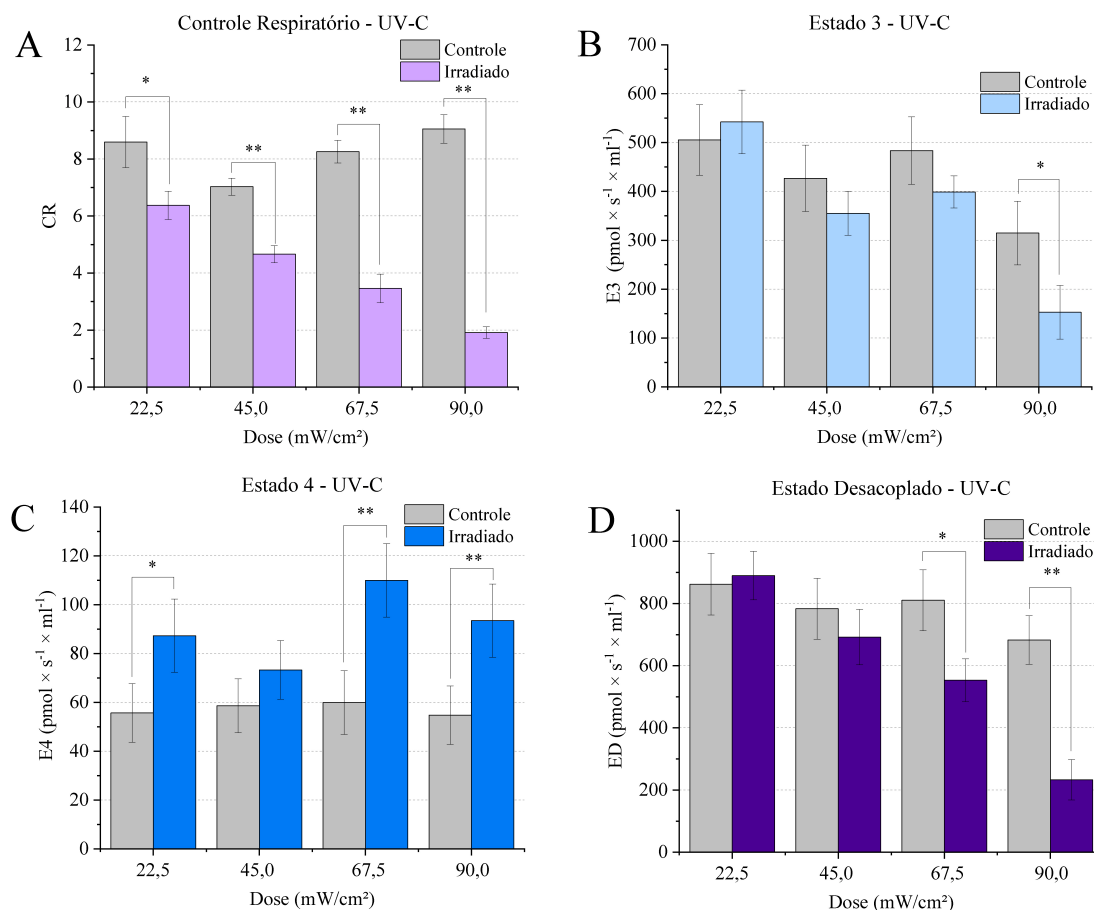 A
Controle Respiratório - UV-C
Controle
Irradiado
12
10
8
6
4
2
0
CR
*
**
**
**
22,5
45,0
67,5
90,0
Dose (mW/cm²)
B
Estado 3 - UV-C
Controle
Irradiado
700
600
500
400
300
200
100
0
E3 (pmol × s⁻¹ × ml⁻¹)
*
22,5
45,0
67,5
90,0
Dose (mW/cm²)
C
Estado 4 - UV-C
Controle
Irradiado
140
120
100
80
60
40
20
0
E4 (pmol × s⁻¹ × ml⁻¹)
*
**
**
22,5
45,0
67,5
90,0
Dose (mW/cm²)
D
Estado Desacoplado - UV-C
Controle
Irradiado
1000
800
600
400
200
0
ED (pmol × s⁻¹ × ml⁻¹)
*
**
22,5
45,0
67,5
90,0
Dose (mW/cm²)